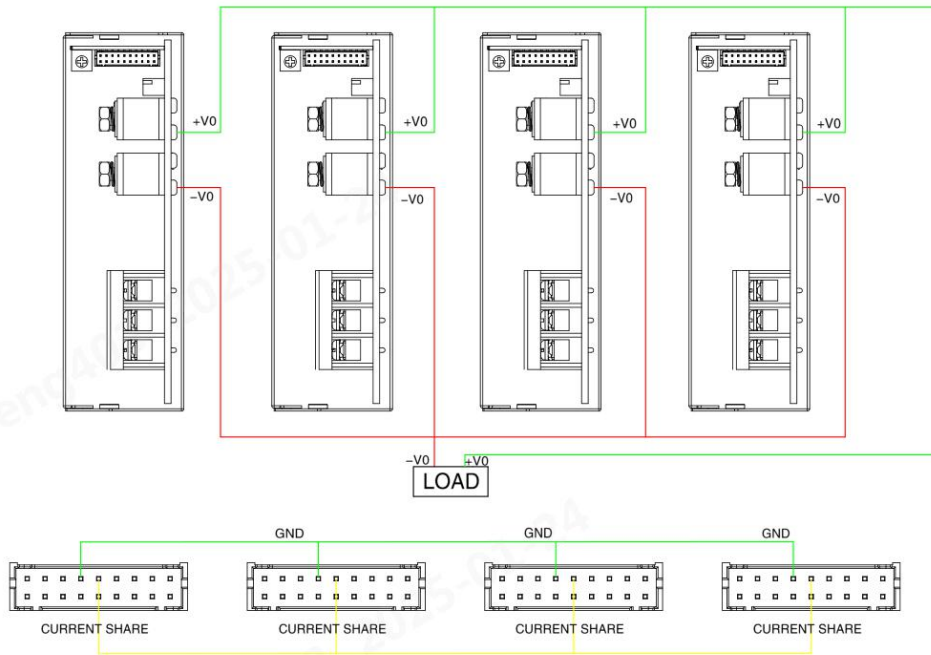 +V0 +V0 +V0 +V0
−V0 −V0 −V0 −V0
−V0 +V0
LOAD
GND GND GND
CURRENT SHARE CURRENT SHARE CURRENT SHARE CURRENT SHARE